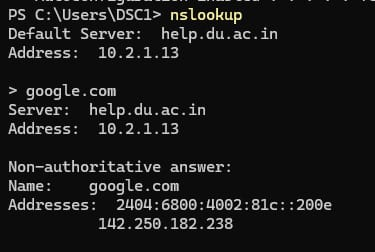 PS C:\Users\DSC1> nslookup
Default Server:  help.du.ac.in
Address:  10.2.1.13

> google.com
Server:  help.du.ac.in
Address:  10.2.1.13

Non-authoritative answer:
Name:    google.com
Addresses:  2404:6800:4002:81c::200e
          142.250.182.238